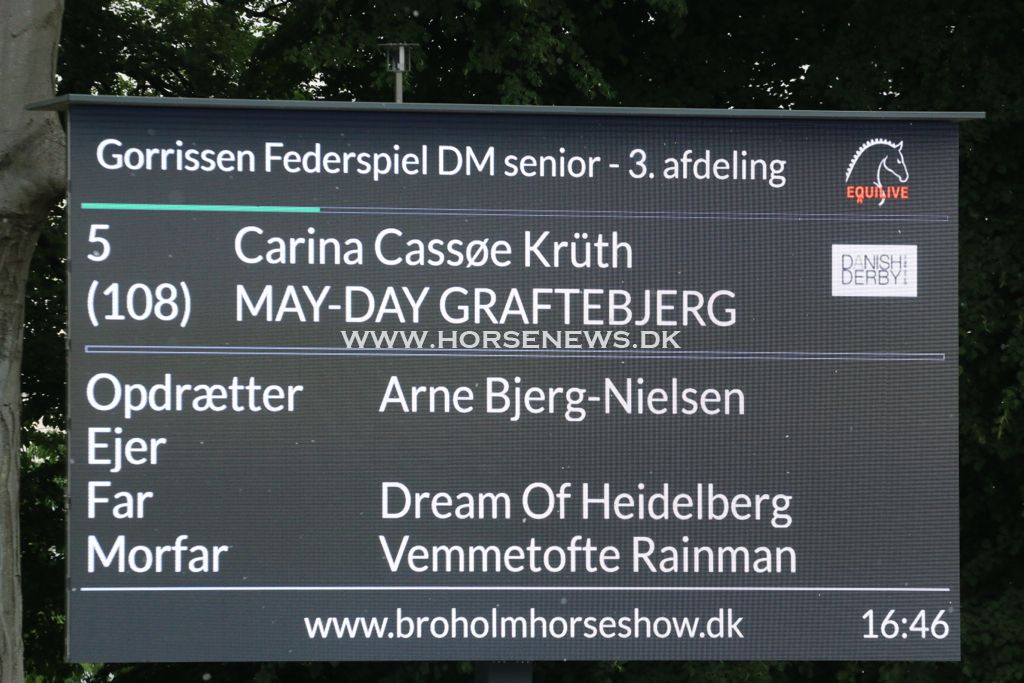 Gorrissen Federspiel DM senior - 3. afdeling
EQUILIVE
5 Carina Cassøe Krüth
DANISH
DERBY
(108) MAY-DAY GRAFTEBJERG
WWW.HORSENEWS.DK
Opdrætter Arne Bjerg-Nielsen
Ejer
Far Dream Of Heidelberg
Morfar Vemmetofte Rainman
www.broholmhorseshow.dk 16:46